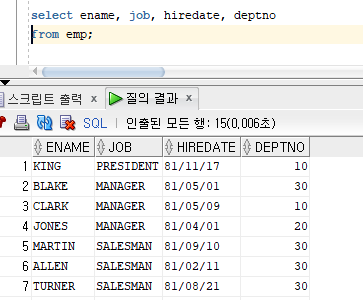 select ename, job, hiredate, deptno
from emp;
스크립트 출력 x 질의 결과 x
SQL | 인출된 모든 행: 15(0,006초)
ENAME JOB HIREDATE DEPTNO
1 KING PRESIDENT 81/11/17 10
2 BLAKE MANAGER 81/05/01 30
3 CLARK MANAGER 81/05/09 10
4 JONES MANAGER 81/04/01 20
5 MARTIN SALESMAN 81/09/10 30
6 ALLEN SALESMAN 81/02/11 30
7 TURNER SALESMAN 81/08/21 30